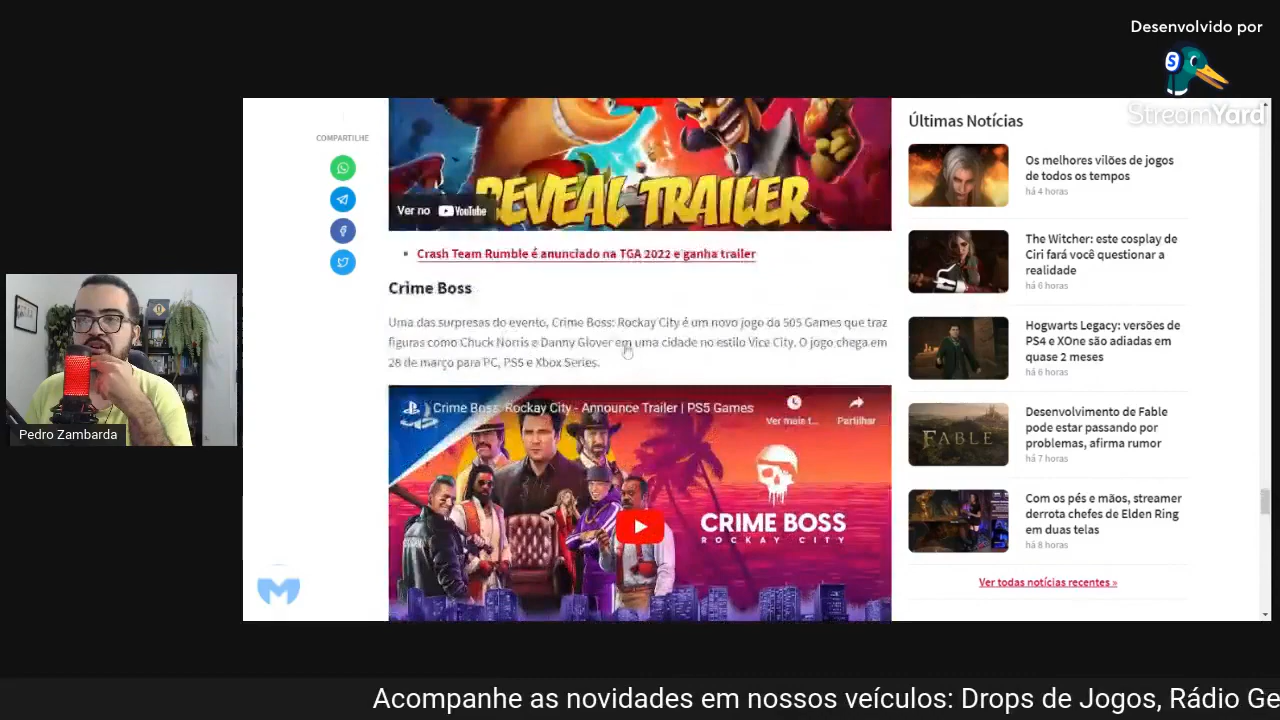 Desenvolvido por
S
StreamYard
COMPARTILHE
REVEAL TRAILER
Ver no YouTube
Crash Team Rumble é anunciado na TGA 2022 e ganha trailer
Crime Boss
Uma das surpresas do evento, Crime Boss: Rockay City é um novo jogo da 505 Games que traz
figuras como Chuck Norris e Danny Glover em uma cidade no estilo Vice City. O jogo chega em
28 de março para PC, PS5 e Xbox Series.
Crime Boss: Rockay City - Announce Trailer | PS5 Games
Ver mais t...
Partilhar
CRIME BOSS
ROCKAY CITY
Últimas Notícias
Os melhores vilões de jogos
de todos os tempos
há 4 horas
The Witcher: este cosplay de
Ciri fará você questionar a
realidade
há 6 horas
Hogwarts Legacy: versões de
PS4 e XOne são adiadas em
quase 2 meses
há 6 horas
Desenvolvimento de Fable
pode estar passando por
problemas, afirma rumor
há 7 horas
FABLE
Com os pés e mãos, streamer
derrota chefes de Elden Ring
em duas telas
há 8 horas
Ver todas notícias recentes »
Pedro Zambarda
Acompanhe as novidades em nossos veículos: Drops de Jogos, Rádio Ge